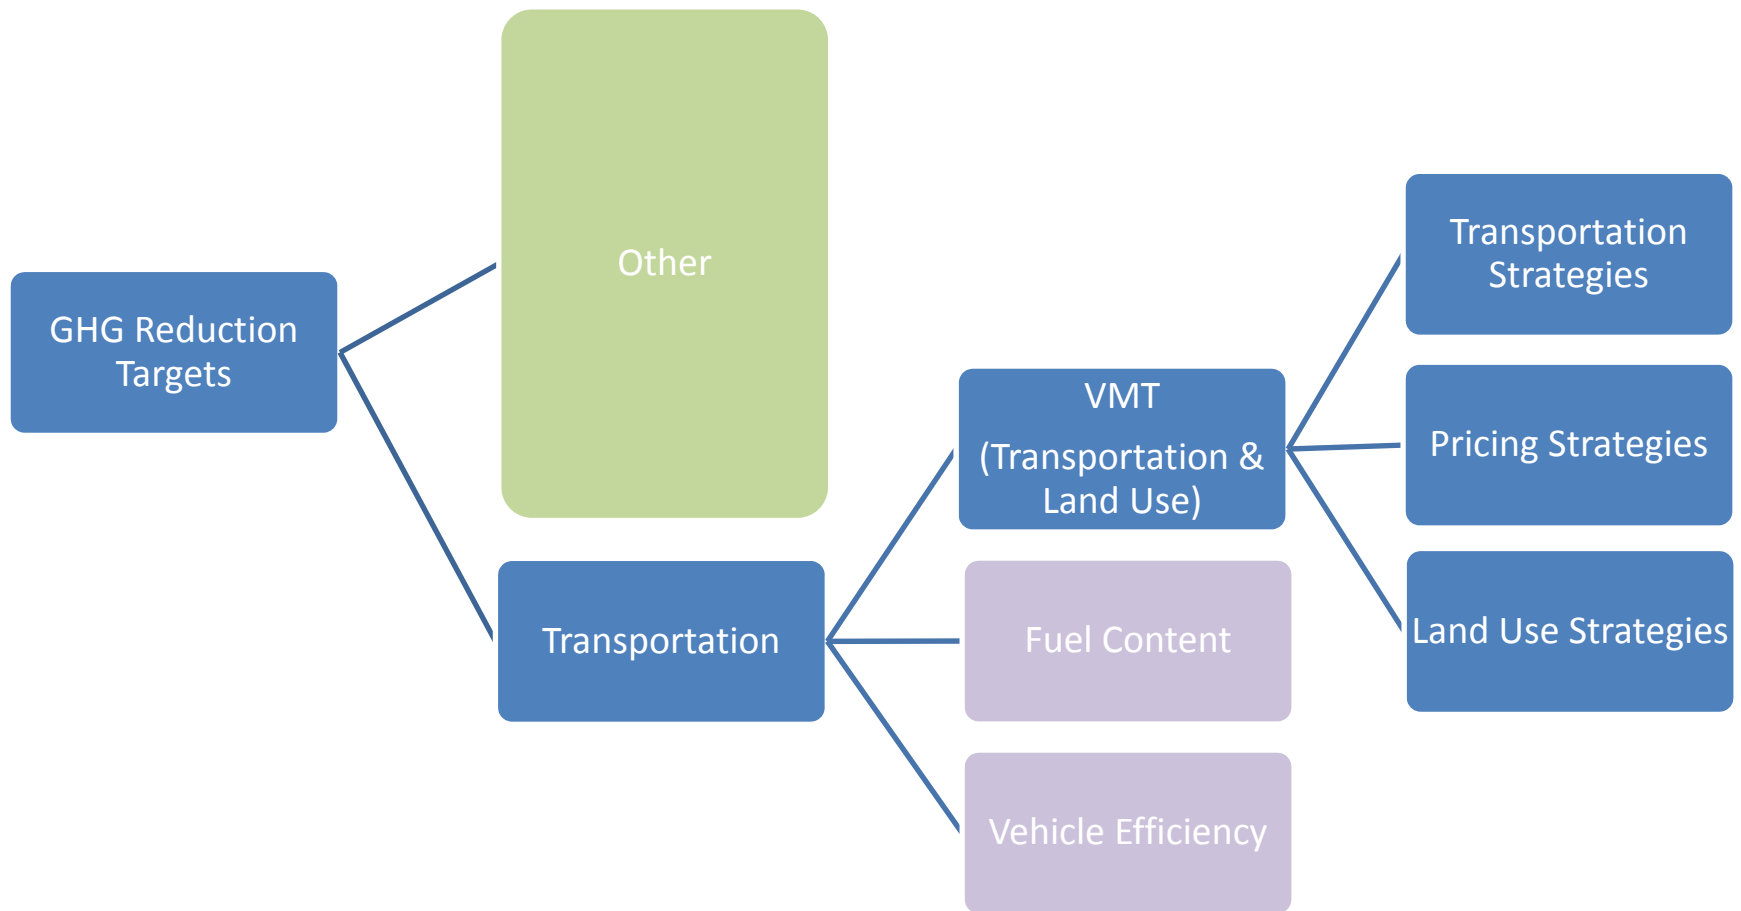 GHG Reduction
Targets
Other
Transportation
VMT
(Transportation &
Land Use)
Fuel Content
Vehicle Efficiency
Transportation
Strategies
Pricing Strategies
Land Use Strategies